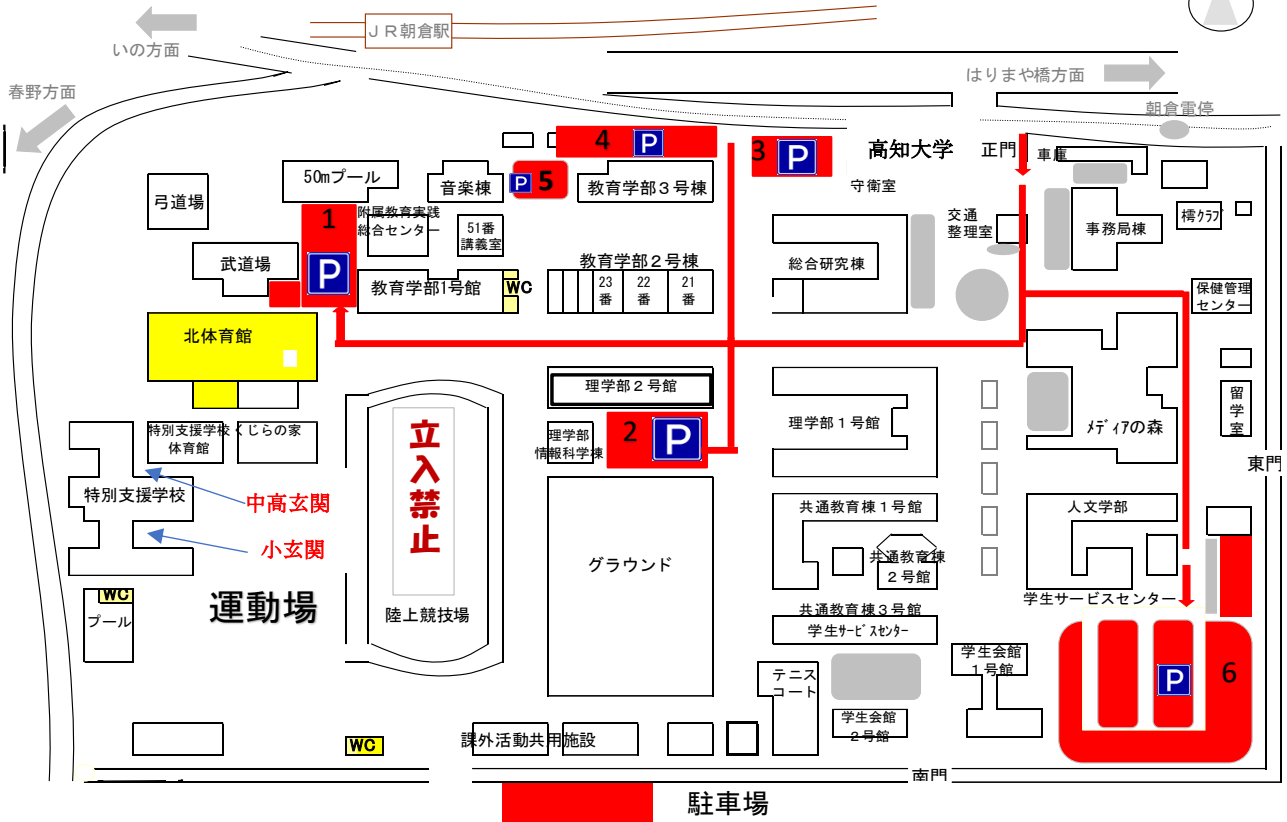 JR朝倉駅
いの方面
春野方面
はりまや橋方面
朝倉電停
4
P
3
P
高知大学
正門
車庫
50mプール
音楽棟
P
5
教育学部３号棟
守衛室
弓道場
1
P
附属教育実践
総合センター
51番
講義室
交通
整理室
事務局棟
樗クラブ
武道場
教育学部1号館
WC
教育学部２号棟
23
番
22
番
21
番
総合研究棟
保健管理
センター
北体育館
理学部２号館
理学部１号館
メディアの森
留
学
室
東門
特別支援学校
体育館
くじらの家
立
入
禁
止
理学部
情報科学棟
2
P
特別支援学校
中高玄関
小玄関
共通教育棟１号館
人文学部
グラウンド
共通教育棟
２号館
WC
プール
運動場
陸上競技場
共通教育棟３号館
学生サービスセンター
学生サービスセンター
学生会館
１号館
テニス
コート
P
6
学生会館
２号館
WC
課外活動共用施設
南門
駐車場